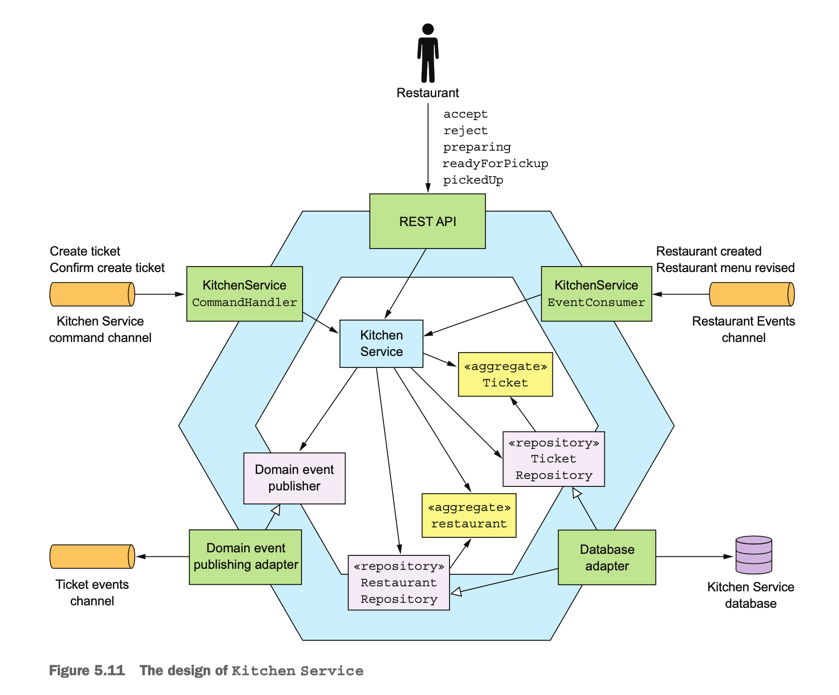 Restaurant
accept
reject
preparing
readyForPickup
pickedUp
REST API
Create ticket
Confirm create ticket
Kitchen Service
command channel
KitchenService
CommandHandler
KitchenService
EventConsumer
Restaurant created
Restaurant menu revised
Restaurant Events
channel
Kitchen
Service
«aggregate»
Ticket
«repository»
Ticket
Repository
Domain event
publisher
«aggregate»
restaurant
Domain event
publishing adapter
Ticket events
channel
«repository»
Restaurant
Repository
Database
adapter
Kitchen Service
database
Figure 5.11 The design of Kitchen Service